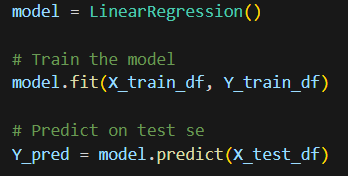 model = LinearRegression()
# Train the model
model.fit(X_train_df, Y_train_df)
# Predict on test se
Y_pred = model.predict(X_test_df)